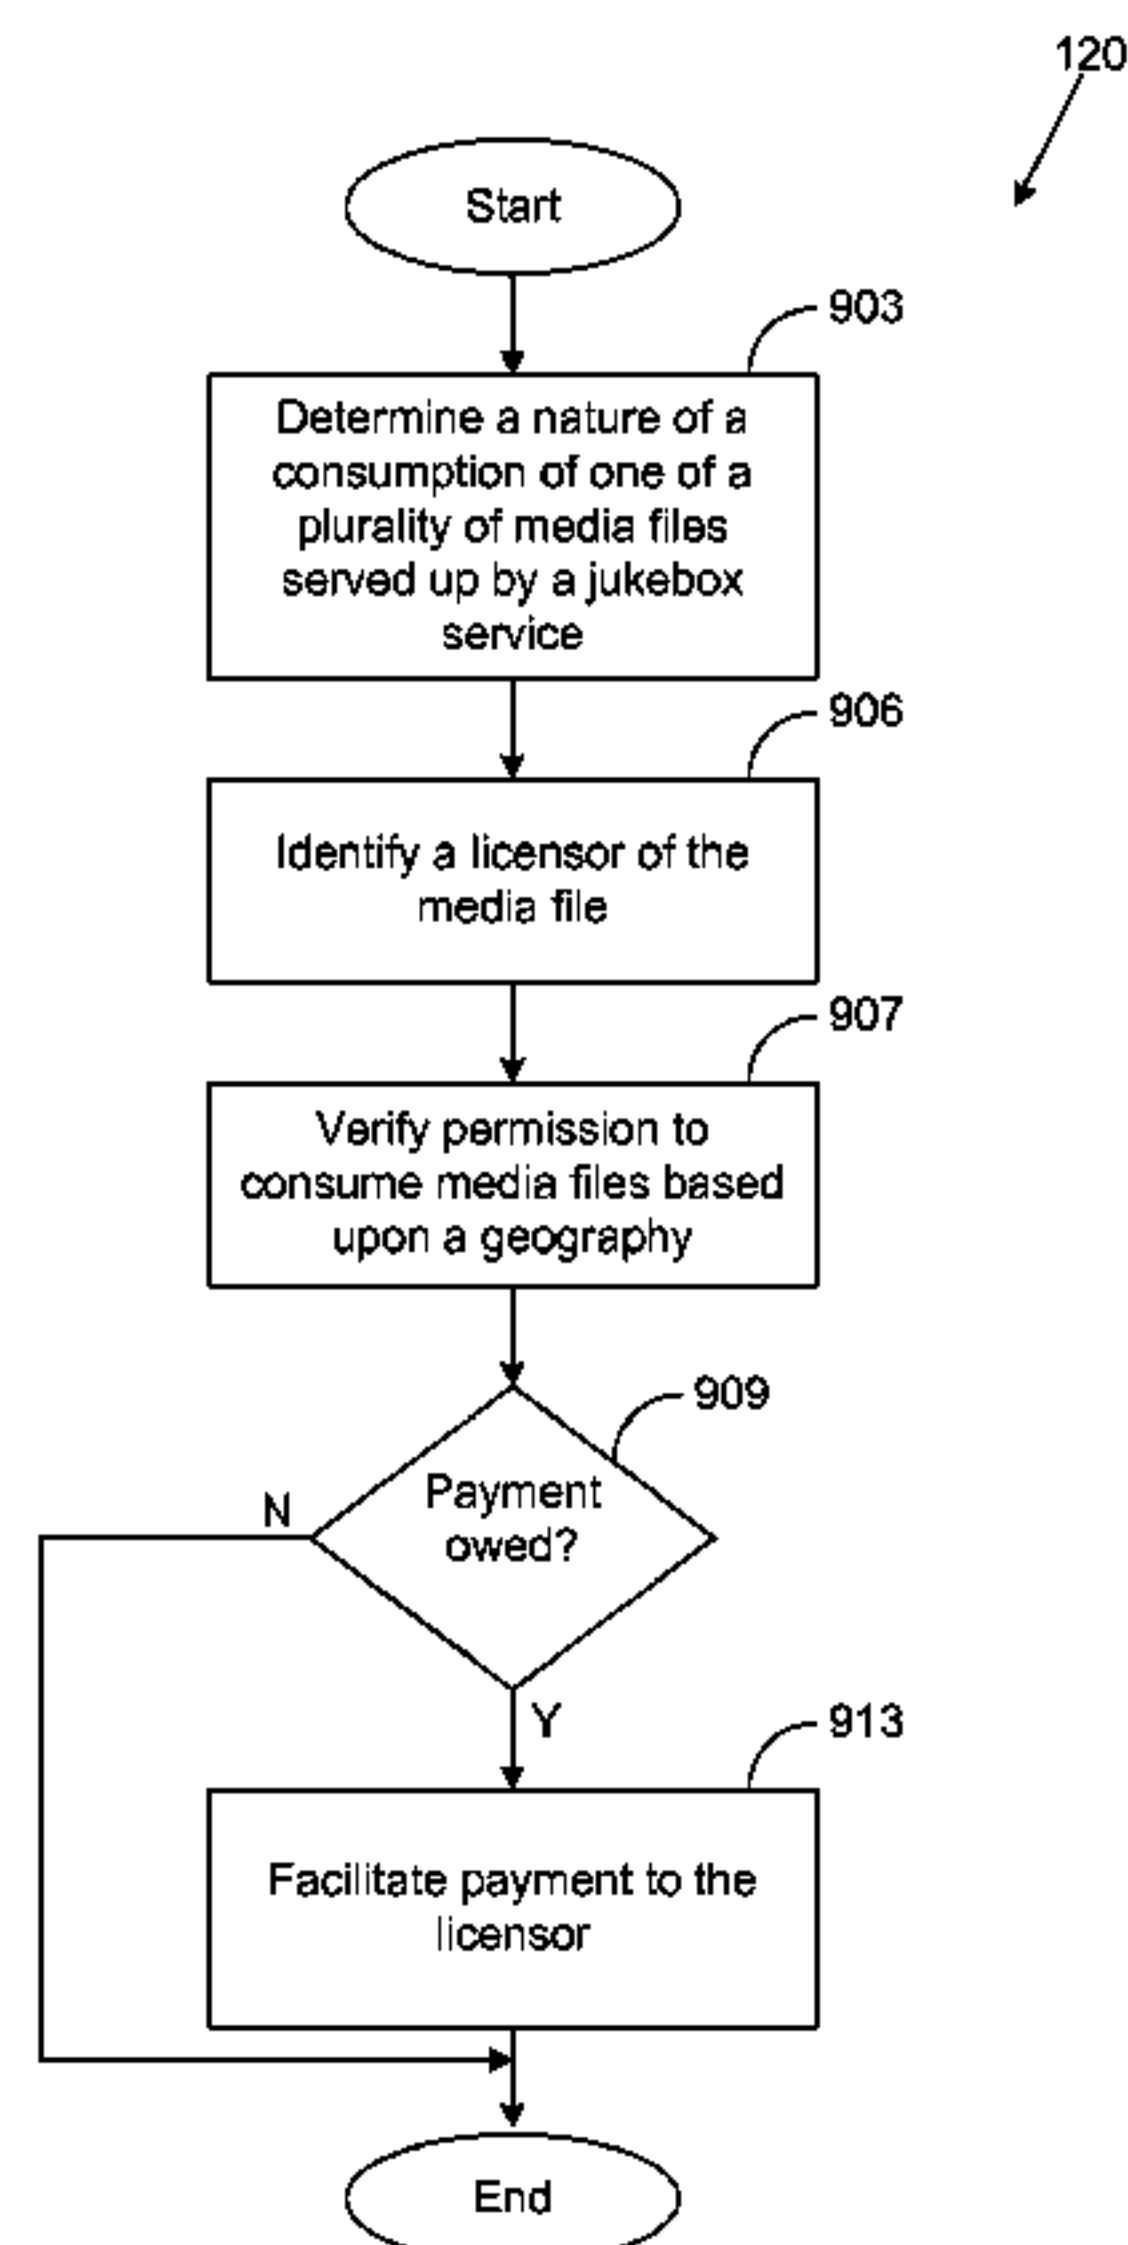 120
Start
903
Determine a nature of a
consumption of one of a
plurality of media files
served up by a jukebox
service
906
Identify a licensor of the
media file
907
Verify permission to
consume media files based
upon a geography
909
Payment
owed?
N
Y
913
Facilitate payment to the
licensor
End